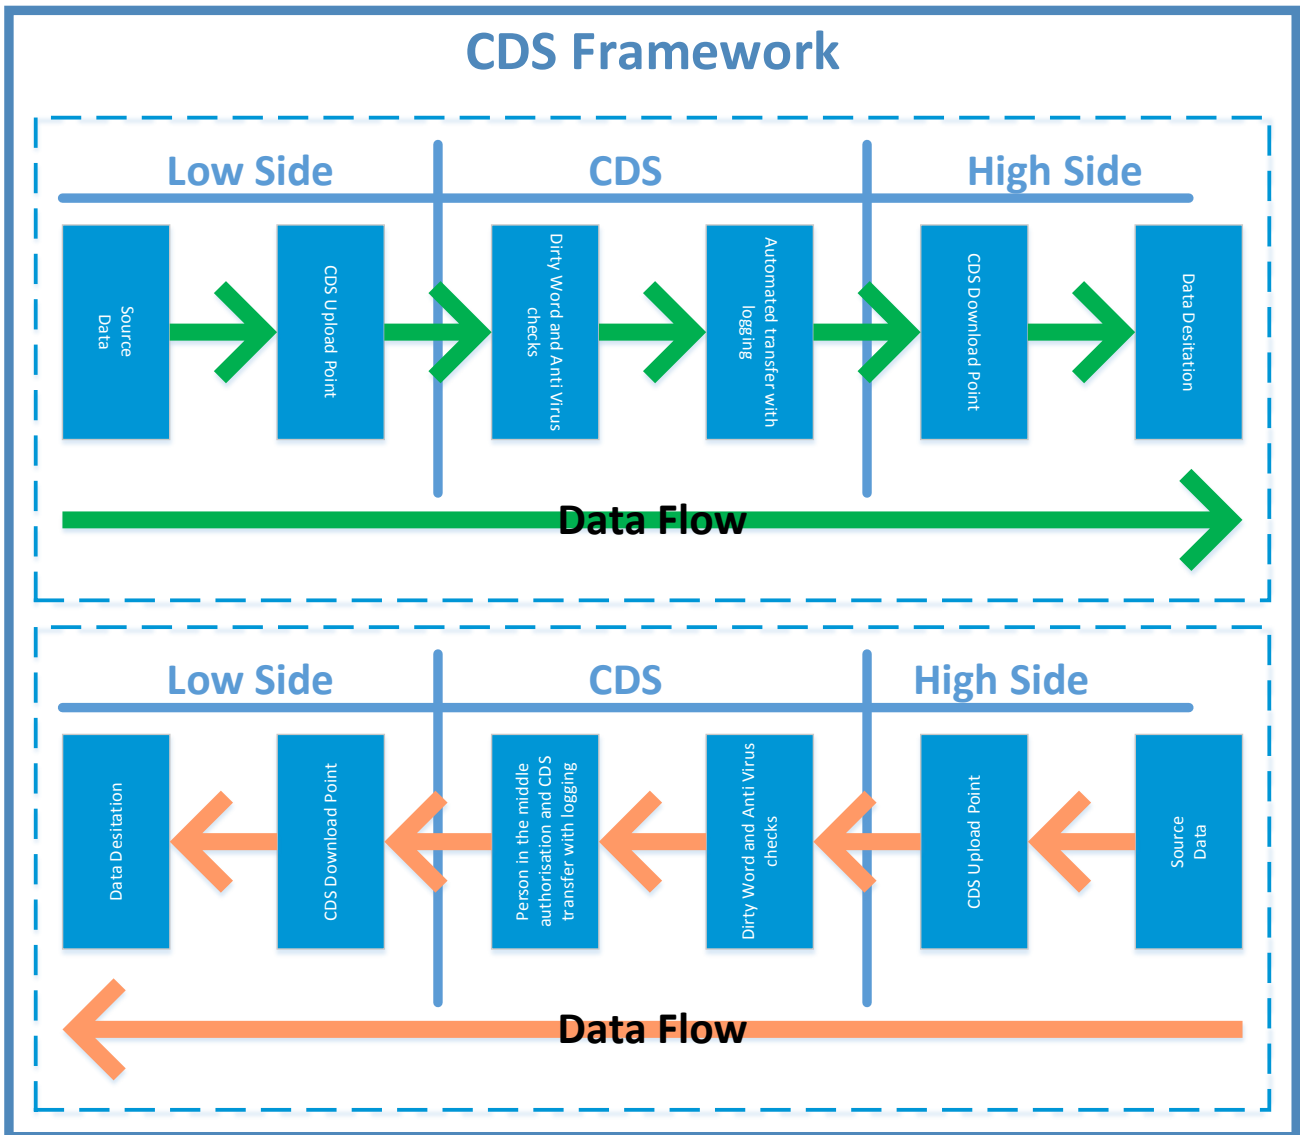 CDS Framework
Low Side
CDS
High Side
Source
Data
CDS Upload Point
Dirty Word and Anti Virus
checks
Automated transfer with
logging
CDS Download Point
Data Desitation
Data Flow
Low Side
CDS
High Side
Data Desitation
CDS Download Point
Person in the middle
authorisation and CDS
transfer with logging
Dirty Word and Anti Virus
checks
CDS Upload Point
Source
Data
Data Flow